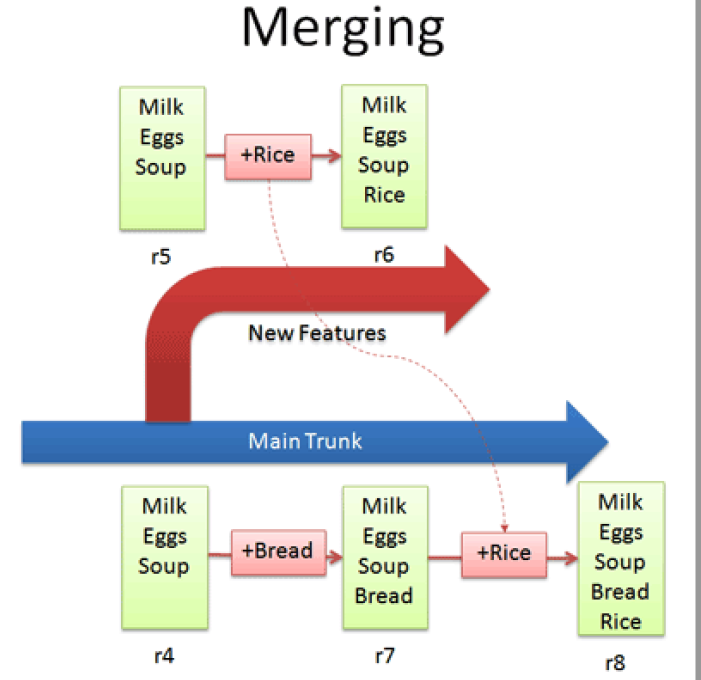 Merging
Milk
Eggs
Soup
+Rice
Milk
Eggs
Soup
Rice
r5
r6
New Features
Main Trunk
Milk
Eggs
Soup
+Bread
Milk
Eggs
Soup
Bread
+Rice
Milk
Eggs
Soup
Bread
Rice
r4
r7
r8